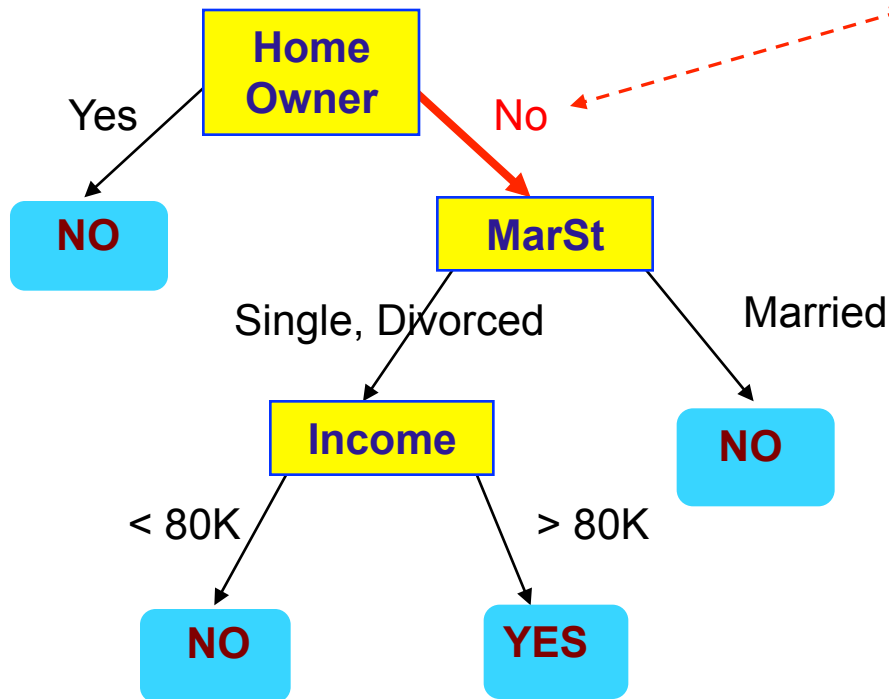 Home
Owner
Yes
No
NO
MarSt
Single, Divorced
Married
Income
NO
< 80K
> 80K
NO
YES